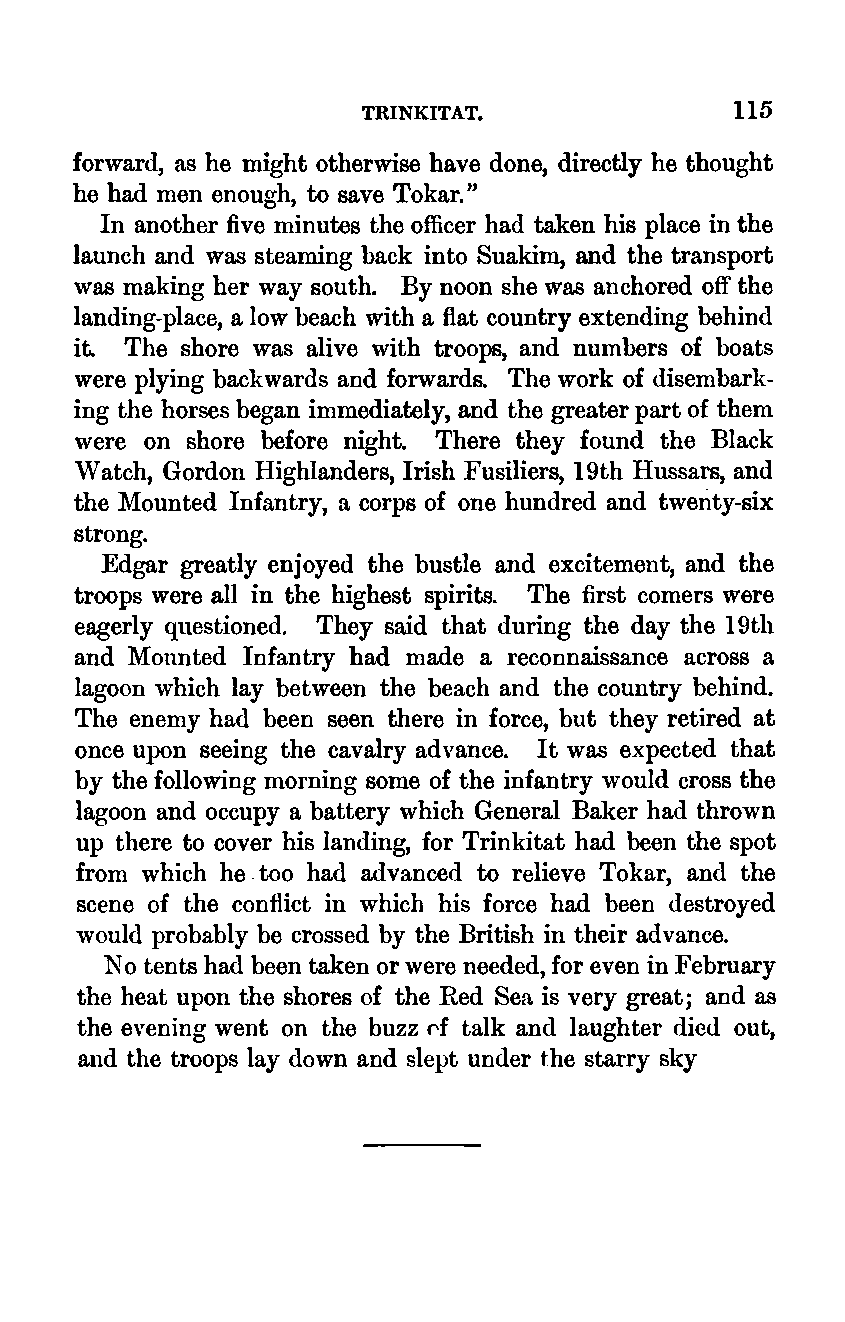 TRINKITAT. 115
forward, as he might otherwise have done, directly he thought
he had men enough, to save Tokar."
In another five minutes the officer had taken his place in the
launch and was steaming back into Suakim, and the transport
was making her way south. By noon she was anchored off the
landing-place, a low beach with a flat country extending behind
it. The shore was alive with troops, and numbers of boats
were plying backwards and forwards. The work of disembark-
ing the horses began immediately, and the greater part of them
were on shore before night. There they found the Black
Watch, Gordon Highlanders, Irish Fusiliers, 19th Hussars, and
the Mounted Infantry, a corps of one hundred and twenty-six
strong.
Edgar greatly enjoyed the bustle and excitement, and the
troops were all in the highest spirits. The first comers were
eagerly questioned. They said that during the day the 19th
and Mounted Infantry had made a reconnaissance across a
lagoon which lay between the beach and the country behind.
The enemy had been seen there in force, but they retired at
once upon seeing the cavalry advance. It was expected that
by the following morning some of the infantry would cross the
lagoon and occupy a battery which General Baker had thrown
up there to cover his landing, for Trinkitat had been the spot
from which he too had advanced to relieve Tokar, and the
scene of the conflict in which his force had been destroyed
would probably be crossed by the British in their advance.
No tents had been taken or were needed, for even in February
the heat upon the shores of the Red Sea is very great; and as
the evening went on the buzz of talk and laughter died out,
and the troops lay down and slept under the starry sky